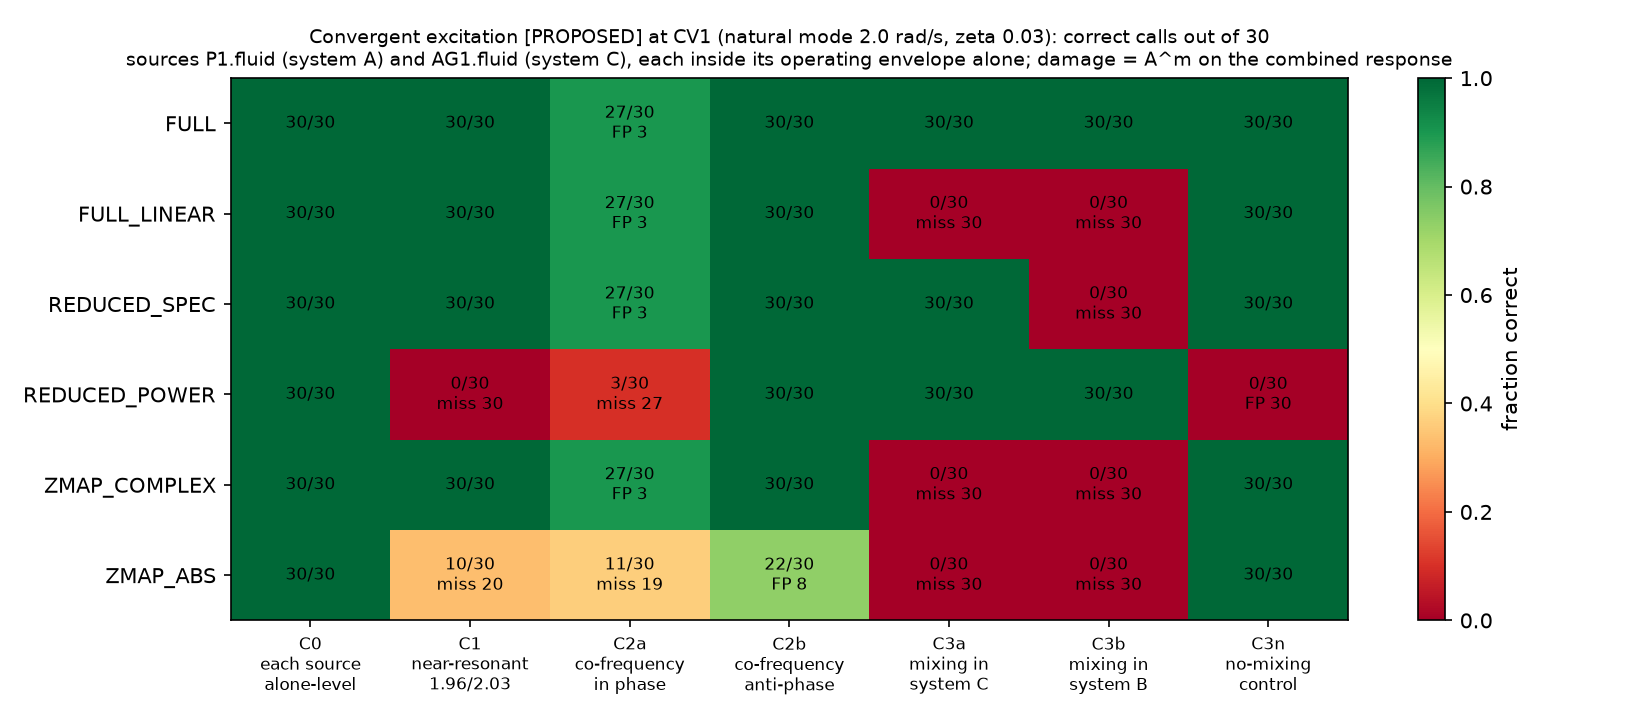 Convergent excitation [PROPOSED] at CV1 (natural mode 2.0 rad/s, zeta 0.03): correct calls out of 30
sources P1.fluid (system A) and AG1.fluid (system C), each inside its operating envelope alone; damage = A^m on the combined response
FULL
30/30
30/30
27/30
FP 3
30/30
30/30
30/30
30/30
FULL_LINEAR
30/30
30/30
27/30
FP 3
30/30
0/30
miss 30
0/30
miss 30
30/30
REDUCED_SPEC
30/30
30/30
27/30
FP 3
30/30
30/30
0/30
miss 30
30/30
REDUCED_POWER
30/30
0/30
miss 30
3/30
miss 27
30/30
30/30
30/30
0/30
FP 30
ZMAP_COMPLEX
30/30
30/30
27/30
FP 3
30/30
0/30
miss 30
0/30
miss 30
30/30
ZMAP_ABS
30/30
10/30
miss 20
11/30
miss 19
22/30
FP 8
0/30
miss 30
0/30
miss 30
30/30
C0
each source
alone-level
C1
near-resonant
1.96/2.03
C2a
co-frequency
in phase
C2b
co-frequency
anti-phase
C3a
mixing in
system C
C3b
mixing in
system B
C3n
no-mixing
control
1.0
0.8
0.6
0.4
0.2
0.0
fraction correct